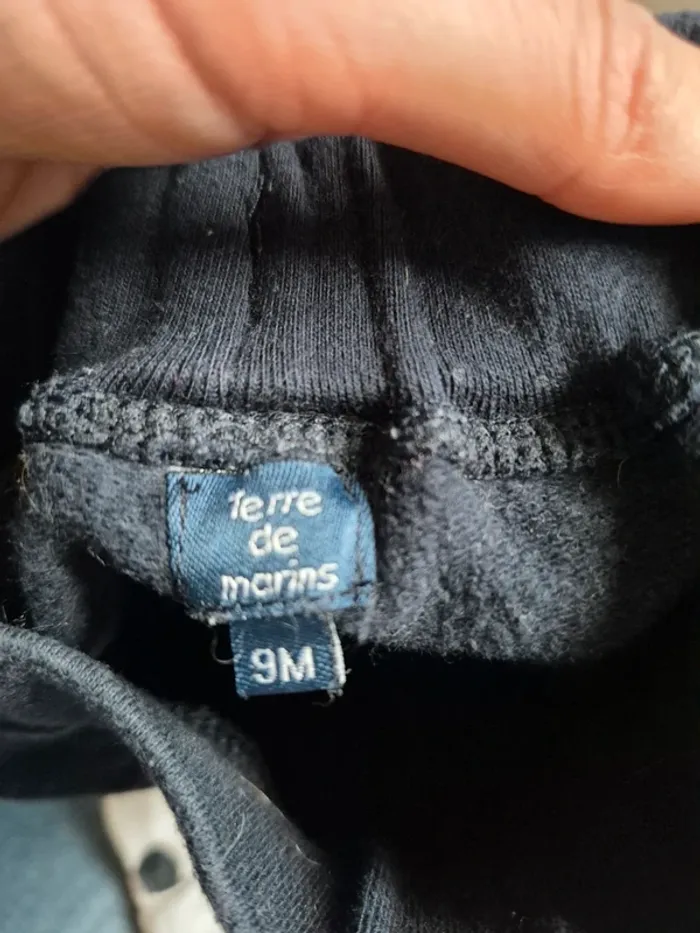 terre
de
marins
9M